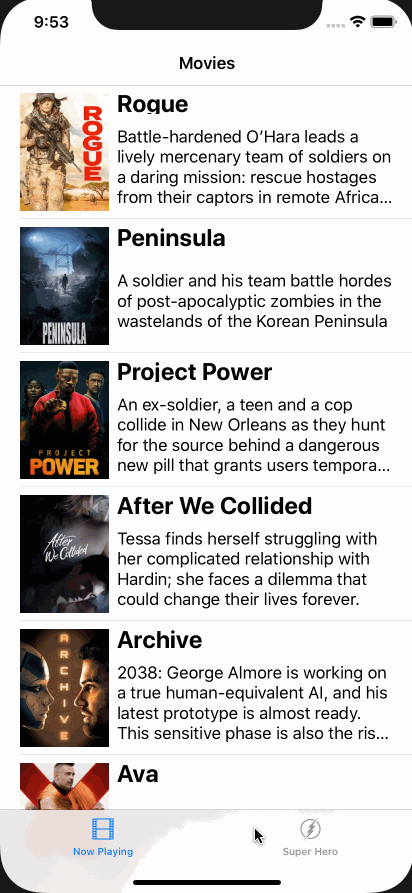 9:53
Movies
ROGUE
Rogue
Battle-hardened O’Hara leads a
lively mercenary team of soldiers on
a daring mission: rescue hostages
from their captors in remote Africa...
PENINSULA
Peninsula
A soldier and his team battle hordes
of post-apocalyptic zombies in the
wastelands of the Korean Peninsula
PROJECT
POWER
Project Power
An ex-soldier, a teen and a cop
collide in New Orleans as they hunt
for the source behind a dangerous
new pill that grants users tempora...
After
We Collided
After We Collided
Tessa finds herself struggling with
her complicated relationship with
Hardin; she faces a dilemma that
could change their lives forever.
ARCHIVE
Archive
2038: George Almore is working on
a true human-equivalent AI, and his
latest prototype is almost ready.
This sensitive phase is also the ris...
Ava
Now Playing
Super Hero